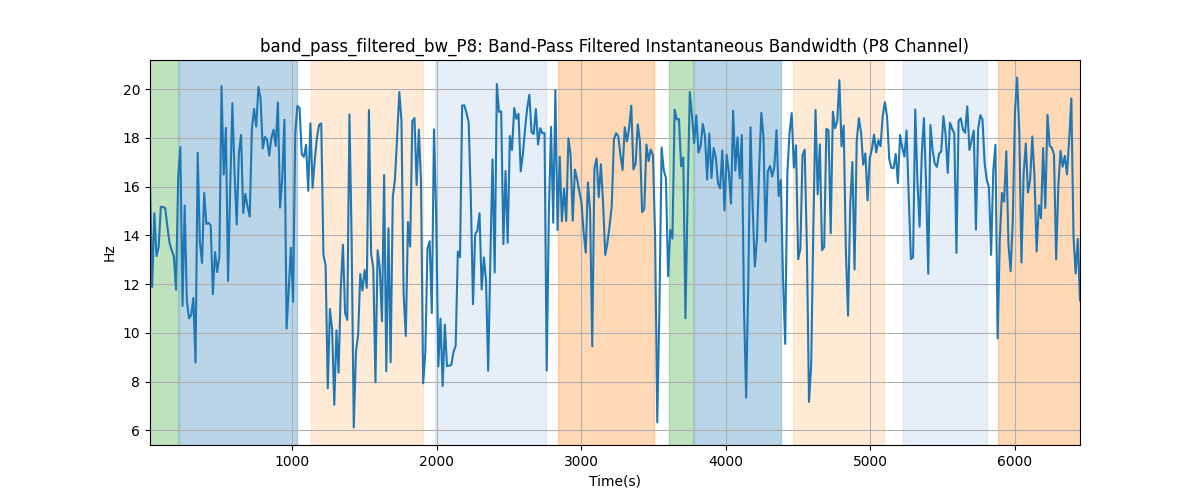 band_pass_filtered_bw_P8: Band-Pass Filtered Instantaneous Bandwidth (P8 Channel)
20
18
16
14
12
10
8
6
Hz
1000 2000 3000 4000 5000 6000
Time(s)